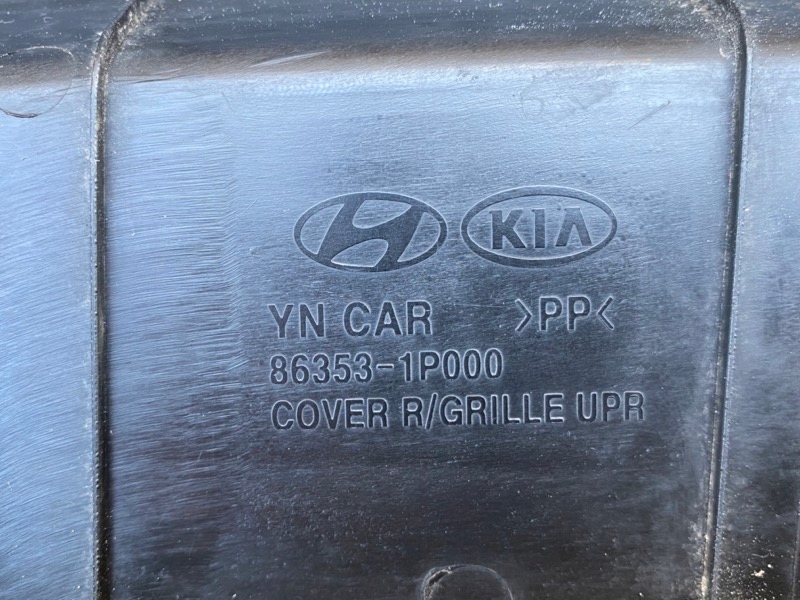 H KIA
YN CAR >PP<
86353-1P000
COVER R/GRILLE UPR